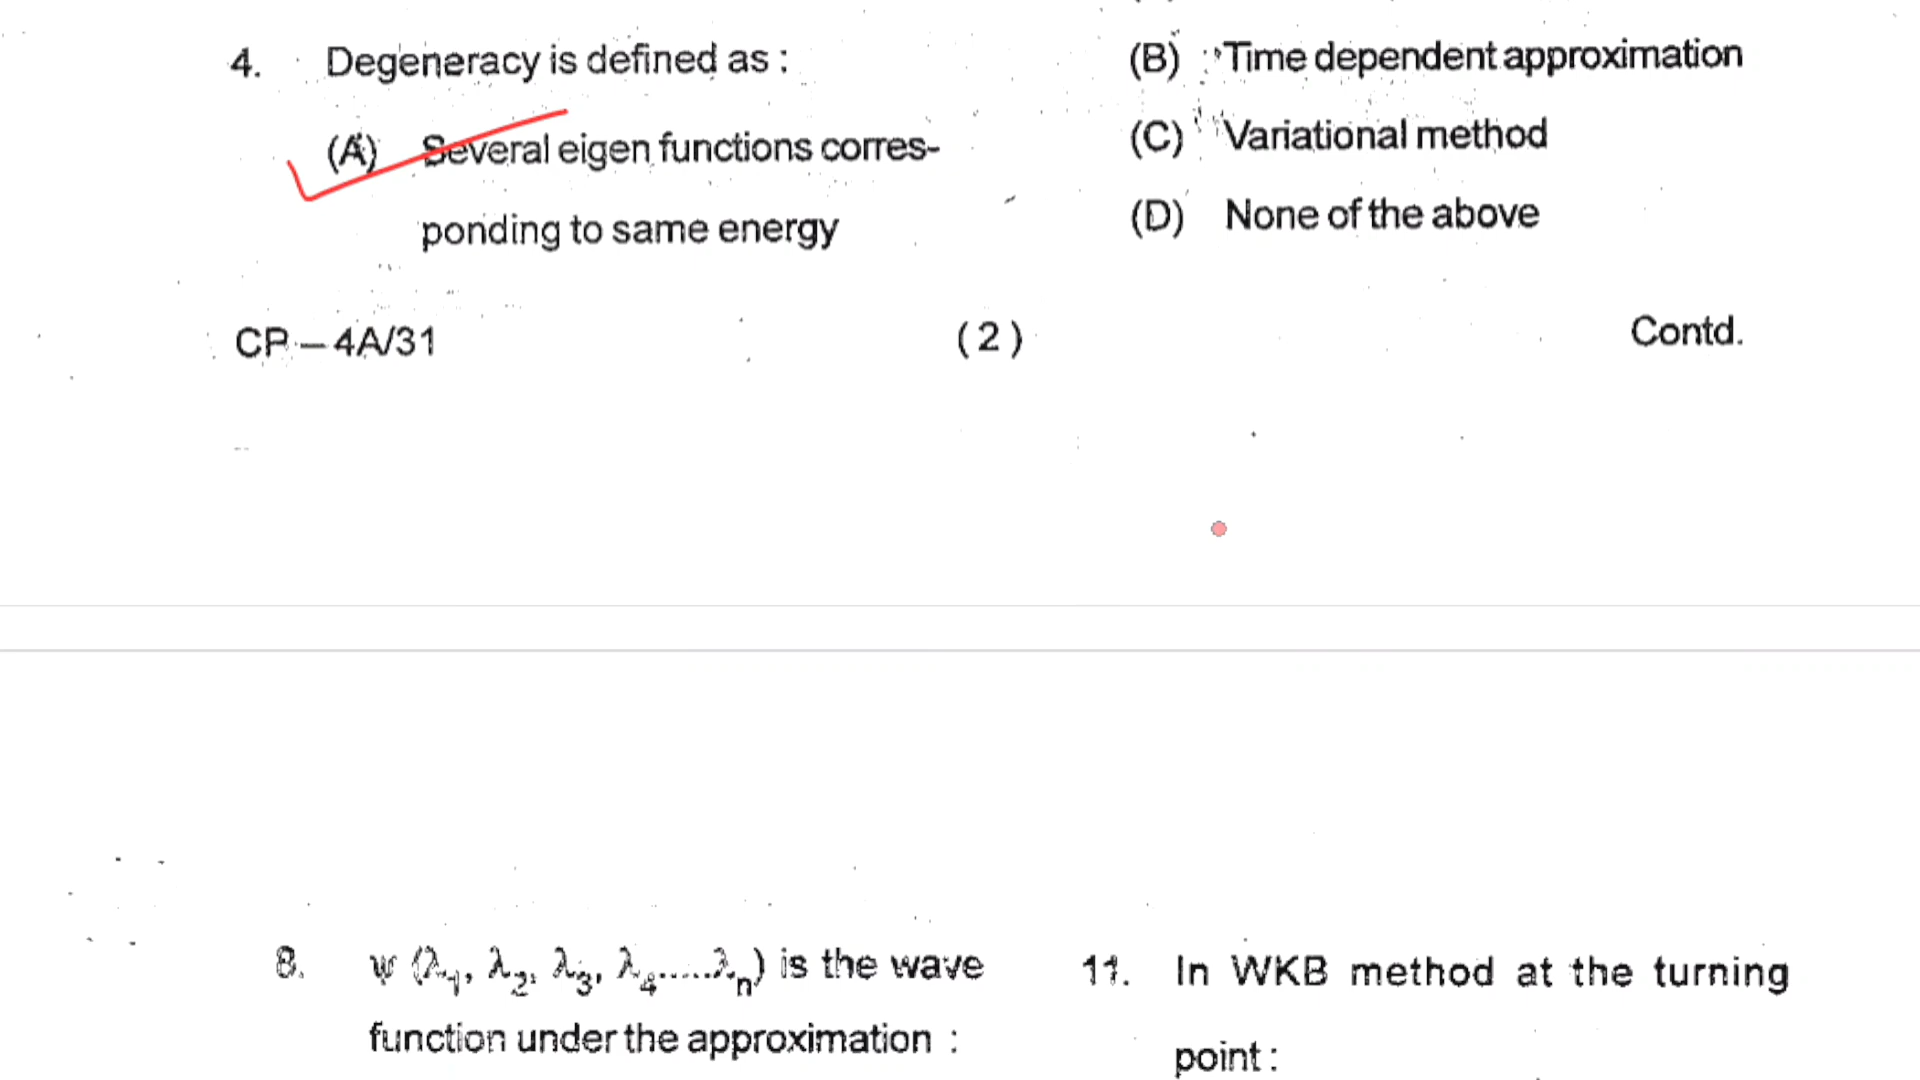 4. Degeneracy is defined as :
(A) Several eigen functions corres-
ponding to same energy
(B) Time dependent approximation
(C) Variational method
(D) None of the above
CP – 4A/31 (2) Contd.
8. ψ (λ₁, λ₂, λ₃, λ₄.....λₙ) is the wave
function under the approximation :
11. In WKB method at the turning
point :